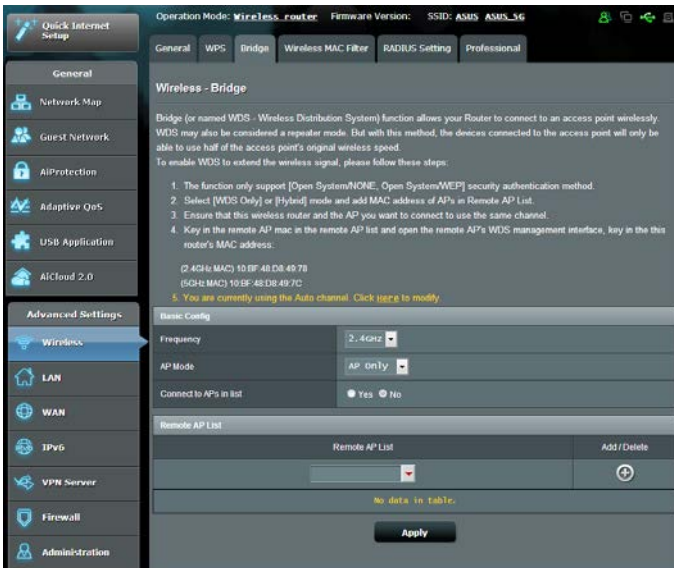 Operation Mode: Wireless router Firmware Version: SSID: ASUS ASUS_5G
Quick Internet
Setup
General WPS Bridge Wireless MAC Filter RADIUS Setting Professional
General
Network Map
Guest Network
AiProtection
Adaptive QoS
USB Application
AiCloud 2.0
Advanced Settings
Wireless
LAN
WAN
IPv6
VPN Server
Firewall
Administration
Wireless - Bridge
Bridge (or named WDS - Wireless Distribution System) function allows your Router to connect to an access point wirelessly.
WDS may also be considered a repeater mode. But with this method, the devices connected to the access point will only be
able to use half of the access point's original wireless speed.
To enable WDS to extend the wireless signal, please follow these steps:
1. The function only support [Open System/NONE, Open System/WEP] security authentication method.
2. Select [WDS Only] or [Hybrid] mode and add MAC address of APs in Remote AP List.
3. Ensure that this wireless router and the AP you want to connect to use the same channel.
4. Key in the remote AP mac in the remote AP list and open the remote AP's WDS management interface, key in the this
router's MAC address:
(2.4GHz MAC) 10:BF:48:D8:49:78
(5GHz MAC) 10:BF:48:D8:49:7C
5. You are currently using the Auto channel. Click Here to modify.
Basic Config
Frequency 2.4GHz
AP Mode AP Only
Connect to APs in list Yes No
Remote AP List
Remote AP List Add / Delete
No data in table.
Apply